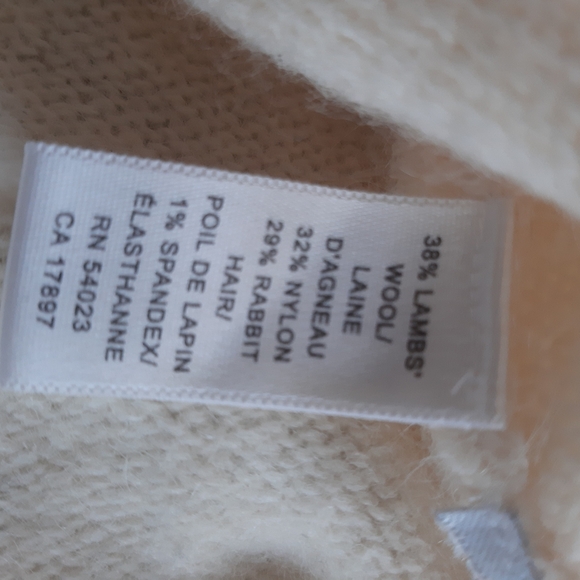 38% LAMBS'
WOOL/
LAINE
D'AGNEAU
32% NYLON
29% RABBIT
HAIR/
POIL DE LAPIN
1% SPANDEX/
ÉLASTHANNE
RN 54023
CA 17897